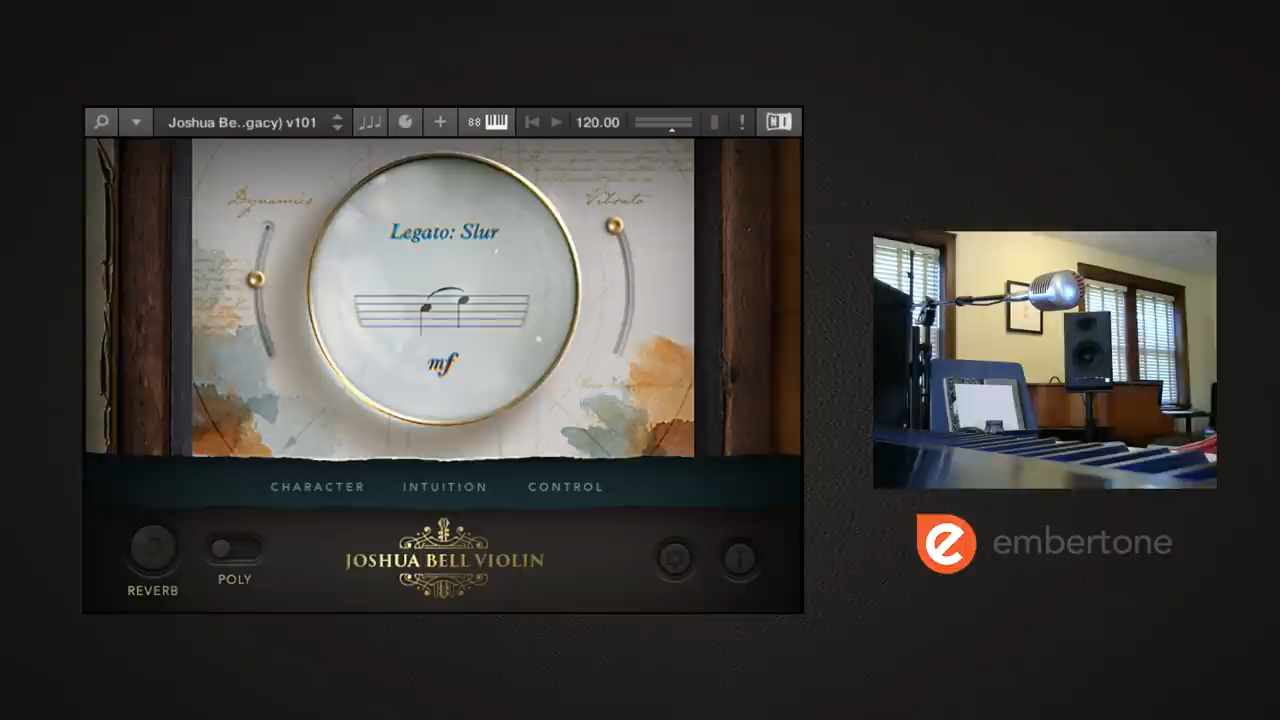 Joshua Be..gacy) v101
88
120.00
!
NI
Dynamics
Vibrato
Legato: Slur
mf
CHARACTER INTUITION CONTROL
REVERB
POLY
JOSHUA BELL VIOLIN
e embertone